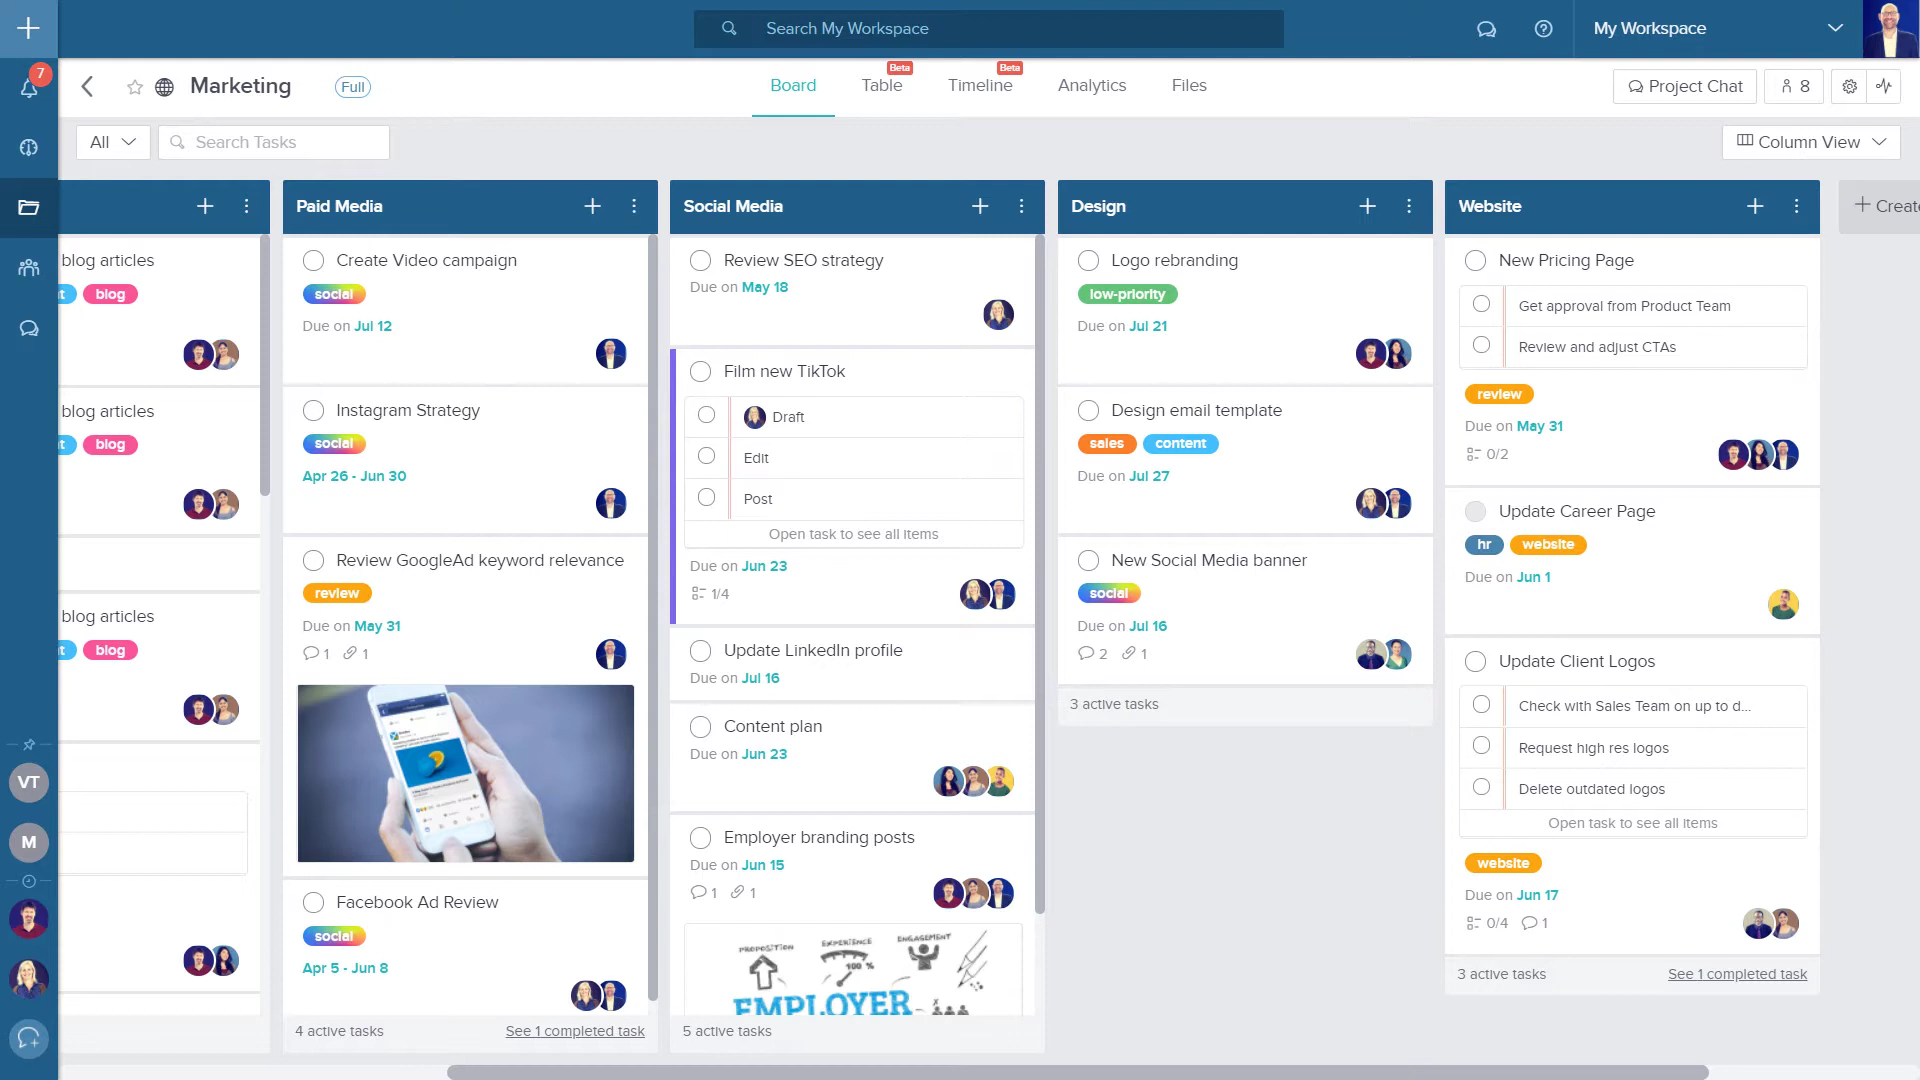 Search My Workspace
My Workspace
7
Marketing
Full
Board
Table
Beta
Timeline
Beta
Analytics
Files
Project Chat
8
All
Search Tasks
Column View
blog articles
t
blog
blog articles
t
blog
blog articles
t
blog
Paid Media
Create Video campaign
social
Due on Jul 12
Instagram Strategy
social
Apr 26 - Jun 30
Review GoogleAd keyword relevance
review
Due on May 31
1
1
Facebook Ad Review
social
Apr 5 - Jun 8
4 active tasks
See 1 completed task
Social Media
Review SEO strategy
Due on May 18
Film new TikTok
Draft
Edit
Post
Open task to see all items
Due on Jun 23
1/4
Update LinkedIn profile
Due on Jul 16
Content plan
Due on Jun 23
Employer branding posts
Due on Jun 15
1
1
PROPOSITION
EXPERIENCE
ENGAGEMENT
100 %
EMPLOYER
5 active tasks
Design
Logo rebranding
low-priority
Due on Jul 21
Design email template
sales
content
Due on Jul 27
New Social Media banner
social
Due on Jul 16
2
1
3 active tasks
Website
New Pricing Page
Get approval from Product Team
Review and adjust CTAs
review
Due on May 31
0/2
Update Career Page
hr
website
Due on Jun 1
Update Client Logos
Check with Sales Team on up to d...
Request high res logos
Delete outdated logos
Open task to see all items
website
Due on Jun 17
0/4
1
3 active tasks
See 1 completed task
Create
VT
M